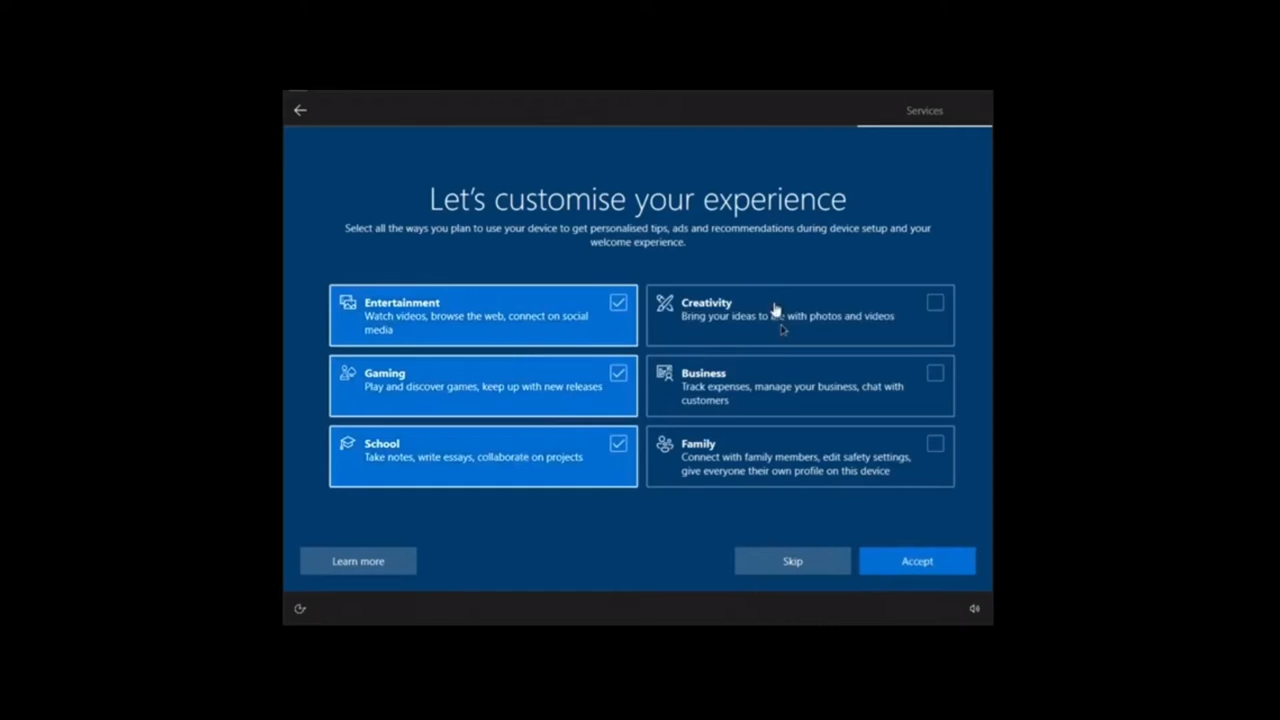 Services
Let's customise your experience
Select all the ways you plan to use your device to get personalised tips, ads and recommendations during device setup and your
welcome experience.
Entertainment
Watch videos, browse the web, connect on social
media
Creativity
Bring your ideas to with photos and videos
Gaming
Play and discover games, keep up with new releases
Business
Track expenses, manage your business, chat with
customers
School
Take notes, write essays, collaborate on projects
Family
Connect with family members, edit safety settings,
give everyone their own profile on this device
Learn more
Skip
Accept